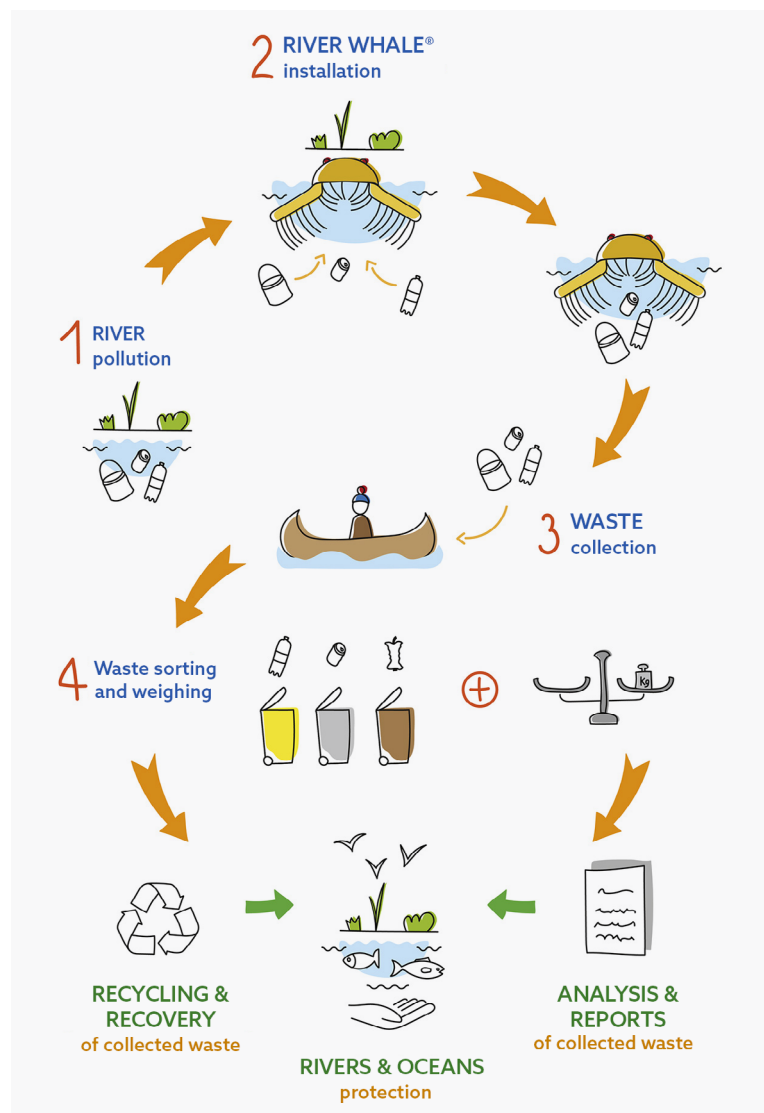 2 RIVER WHALE®
installation
1 RIVER
pollution
3 WASTE
collection
4 Waste sorting
and weighing
Kg
RECYCLING &
RECOVERY
of collected waste
ANALYSIS &
REPORTS
of collected waste
RIVERS & OCEANS
protection